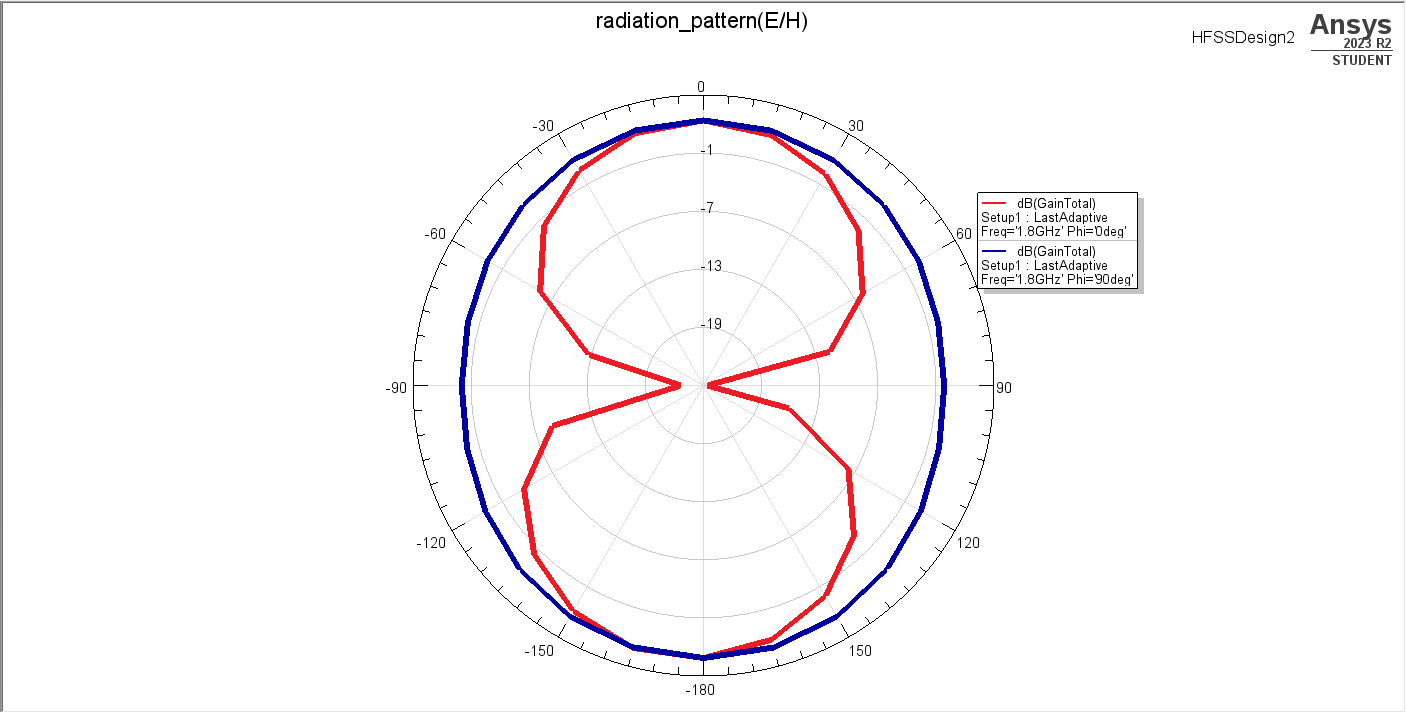 radiation_pattern(E/H)
HFSSDesign2
Ansys
2023 R2
STUDENT
0
-30
30
-1
-7
dB(GainTotal)
Setup1 : LastAdaptive
Freq='1.8GHz' Phi='0deg'
-60
60
dB(GainTotal)
Setup1 : LastAdaptive
Freq='1.8GHz' Phi='90deg'
-13
-19
-90
90
-120
120
-150
150
-180